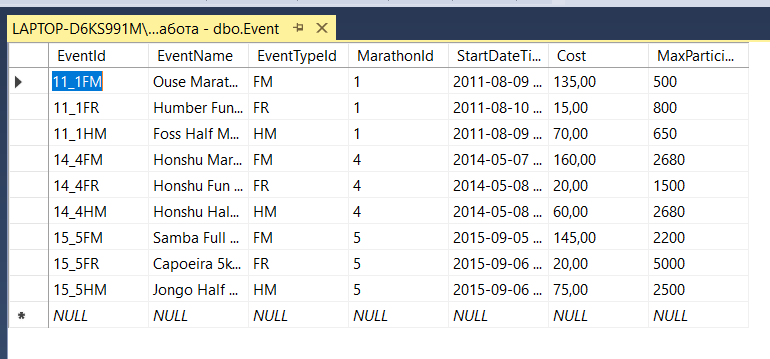 LAPTOP-D6KS991M\...абота - dbo.Event
EventId EventName EventTypeId MarathonId StartDateTi... Cost MaxPartici...
11_1FM Ouse Marat... FM 1 2011-08-09 ... 135,00 500
11_1FR Humber Fun... FR 1 2011-08-10 ... 15,00 800
11_1HM Foss Half M... HM 1 2011-08-09 ... 70,00 650
14_4FM Honshu Mar... FM 4 2014-05-07 ... 160,00 2680
14_4FR Honshu Fun ... FR 4 2014-05-08 ... 20,00 1500
14_4HM Honshu Hal... HM 4 2014-05-08 ... 60,00 2680
15_5FM Samba Full ... FM 5 2015-09-05 ... 145,00 2200
15_5FR Capoeira 5k... FR 5 2015-09-06 ... 20,00 5000
15_5HM Jongo Half ... HM 5 2015-09-06 ... 75,00 2500
NULL NULL NULL NULL NULL NULL NULL